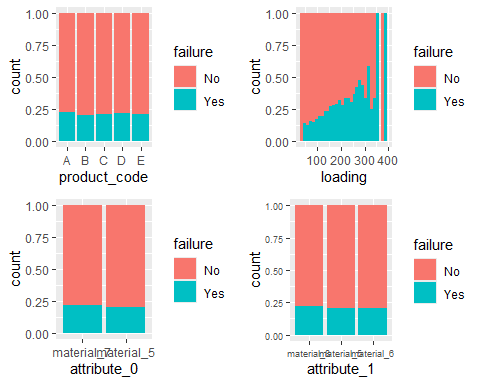 1.00
0.75
0.50
0.25
0.00
count
A B C D E
product_code
failure
No
Yes
1.00
0.75
0.50
0.25
0.00
count
100 200 300 400
loading
failure
No
Yes
1.00
0.75
0.50
0.25
0.00
count
material_7 material_5
attribute_0
failure
No
Yes
1.00
0.75
0.50
0.25
0.00
count
material_8 material_5 material_6
attribute_1
failure
No
Yes